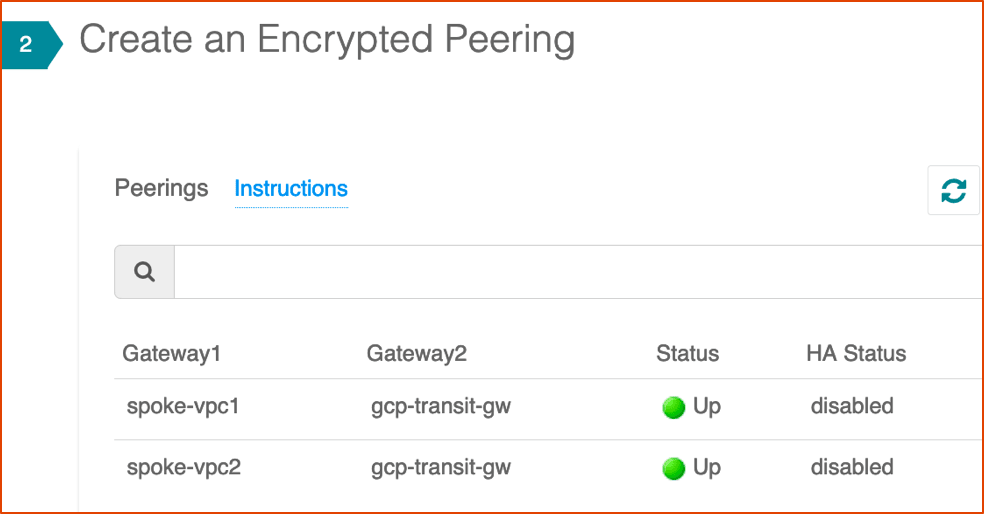 2 Create an Encrypted Peering
Peerings Instructions
Gateway1 Gateway2 Status HA Status
spoke-vpc1 gcp-transit-gw Up disabled
spoke-vpc2 gcp-transit-gw Up disabled